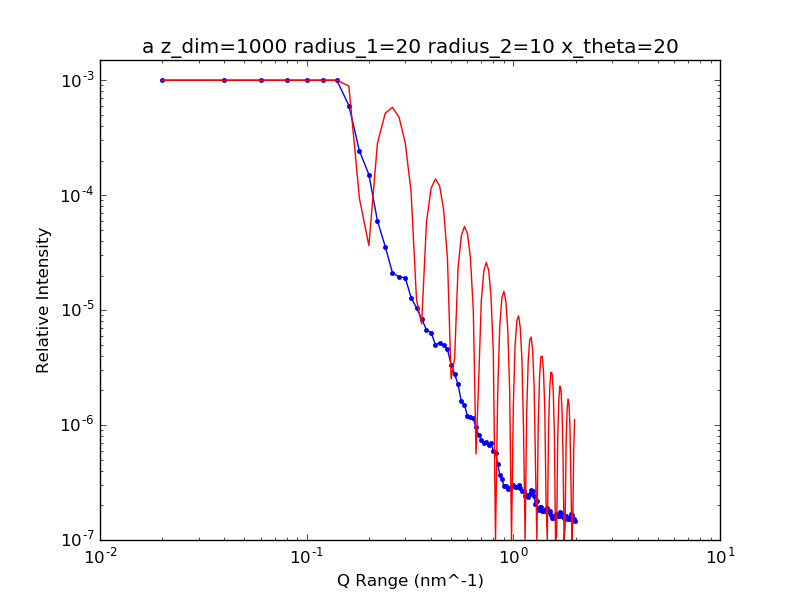 a z_dim=1000 radius_1=20 radius_2=10 x_theta=20
10^-3
10^-4
10^-5
10^-6
10^-7
Relative Intensity
10^-2 10^-1 10^0 10^1
Q Range (nm^-1)